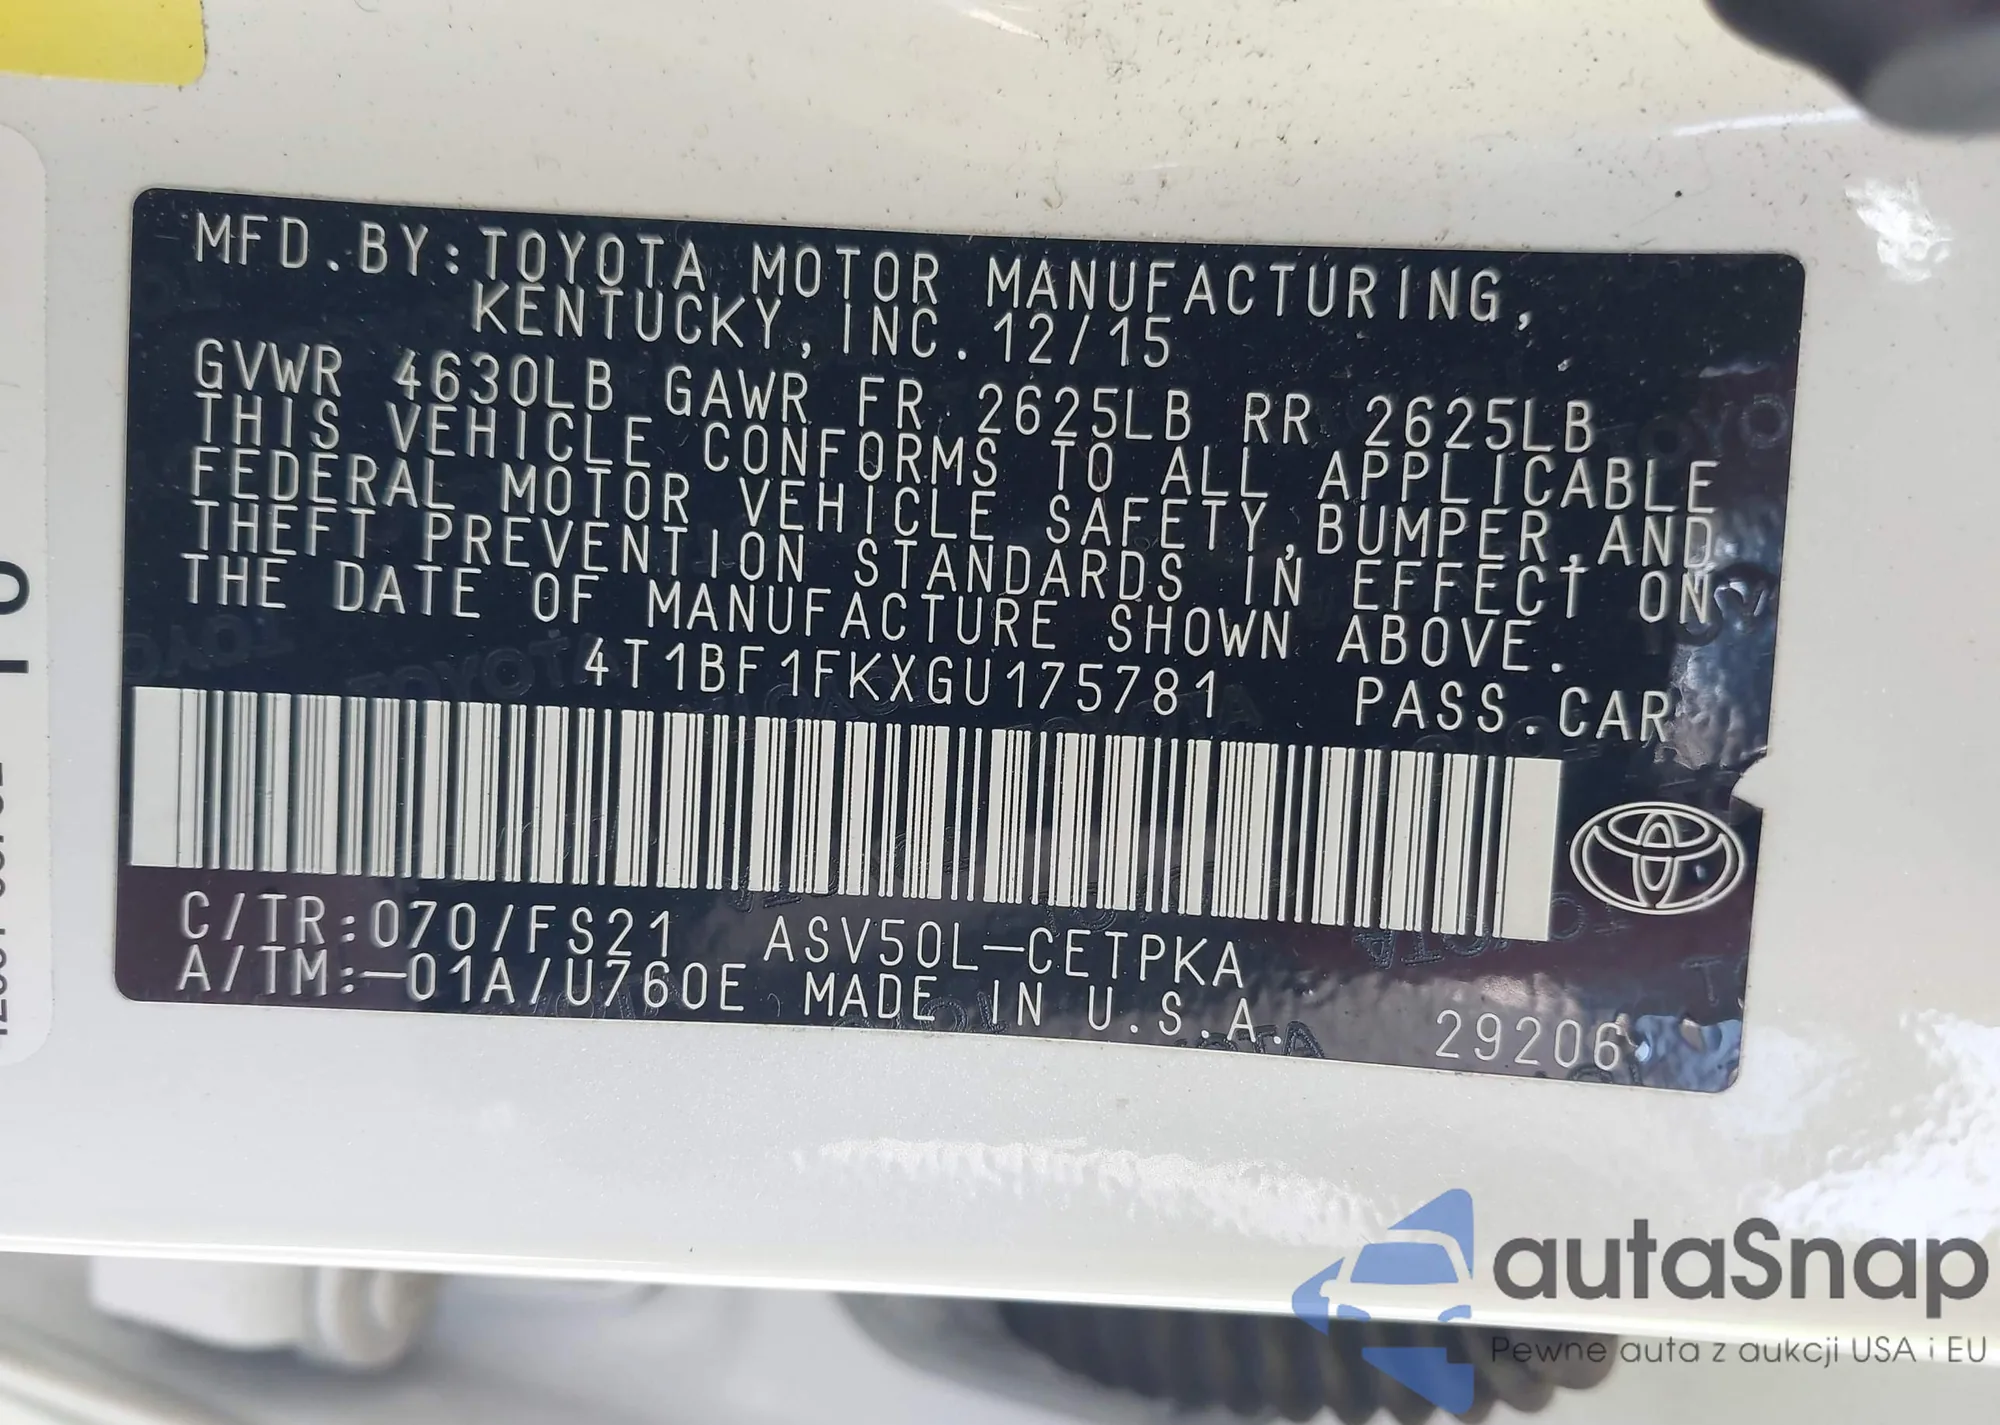 MFD.BY:TOYOTA MOTOR MANUFACTURING,
KENTUCKY,INC.12/15
GVWR 4630LB GAWR FR 2625LB RR 2625LB
THIS VEHICLE CONFORMS TO ALL APPLICABLE
FEDERAL MOTOR VEHICLE SAFETY,BUMPER,AND
THEFT PREVENTION STANDARDS IN EFFECT ON
THE DATE OF MANUFACTURE SHOWN ABOVE.
4T1BF1FKXGU175781 PASS.CAR
C/TR:070/FS21 ASV50L-CETPKA
A/TM:-01A/U760E MADE IN U.S.A. 29206
autaSnap
Pewne auta z aukcji USA i EU